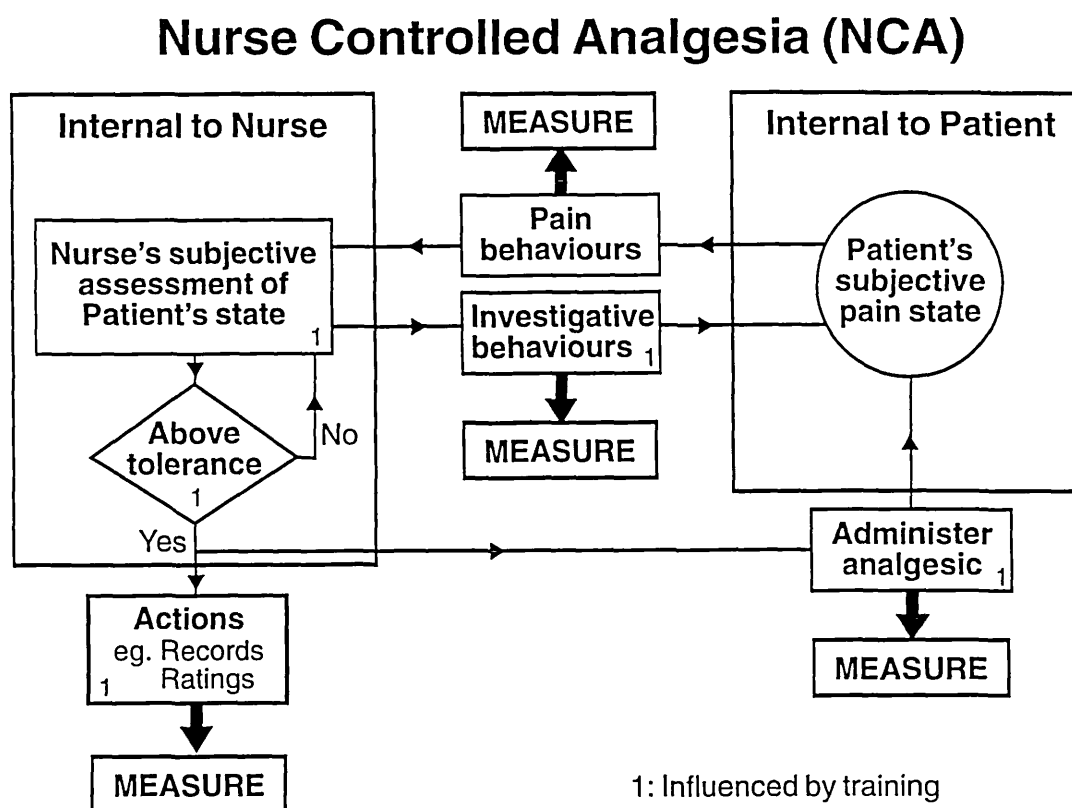 Nurse Controlled Analgesia (NCA)
Internal to Nurse
MEASURE
Internal to Patient
Pain
behaviours
Nurse's subjective
assessment of
Patient's state
1
Patient's
subjective
pain state
Investigative
behaviours 1
MEASURE
Above
tolerance
1
No
Yes
Administer
analgesic 1
Actions
eg. Records
Ratings
1
MEASURE
MEASURE
1: Influenced by training